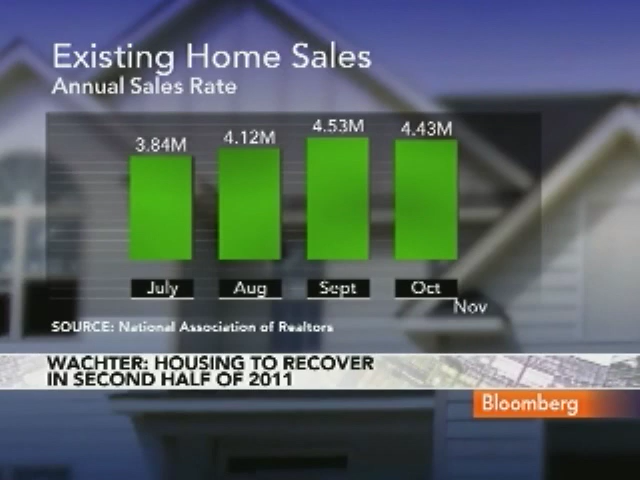 Existing Home Sales
Annual Sales Rate
3.84M
4.12M
4.53M
4.43M
July
Aug
Sept
Oct
Nov
SOURCE: National Association of Realtors
WACHTER: HOUSING TO RECOVER
IN SECOND HALF OF 2011
Bloomberg